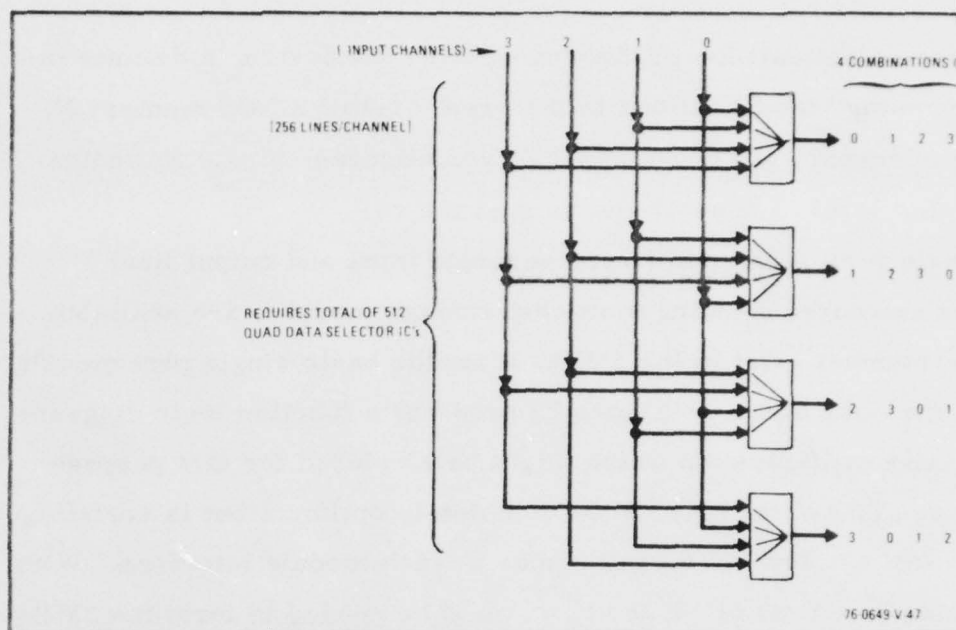 ( INPUT CHANNELS) → 3 2 1 0
4 COMBINATIONS
(256 LINES/CHANNEL)
0 1 2 3
1 2 3 0
REQUIRES TOTAL OF 512
QUAD DATA SELECTOR IC's
2 3 0 1
3 0 1 2
76-0649 V-47